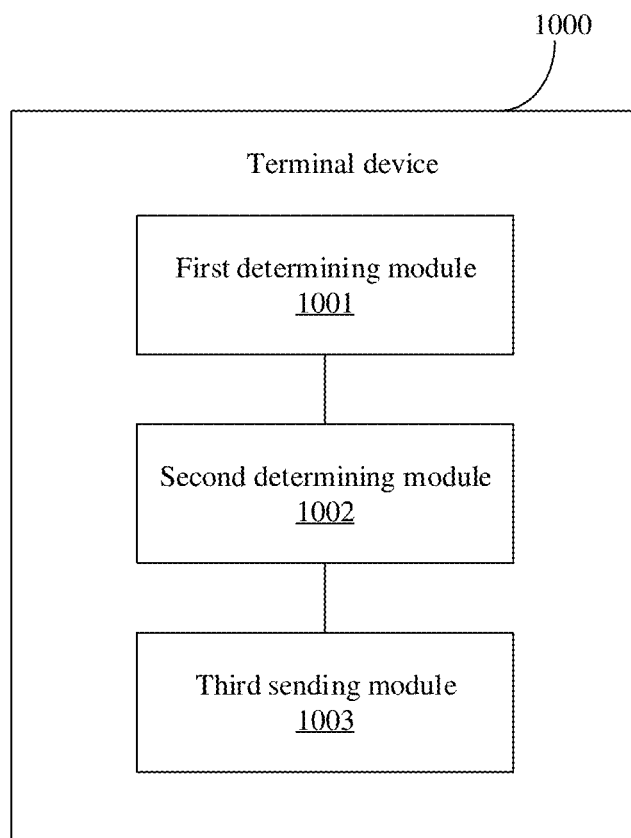 1000
Terminal device
First determining module
1001
Second determining module
1002
Third sending module
1003